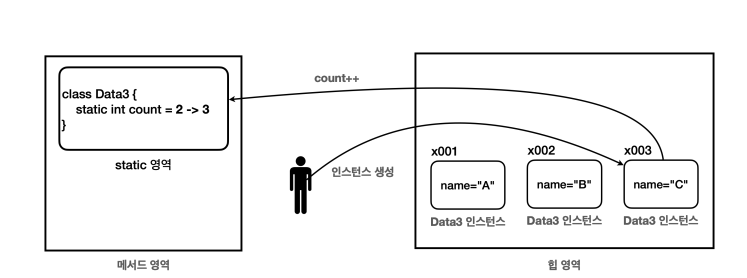 count++
class Data3 {
static int count = 2 -> 3
}
static 영역
인스턴스 생성
x001
x002
x003
name="A"
name="B"
name="C"
Data3 인스턴스
Data3 인스턴스
Data3 인스턴스
메서드 영역
힙 영역